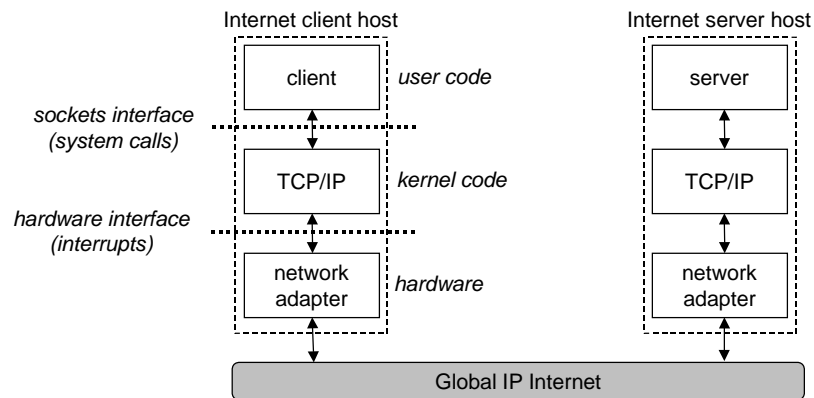 Internet client host
Internet server host
client
user code
server
sockets interface
(system calls)
TCP/IP
kernel code
TCP/IP
hardware interface
(interrupts)
network
adapter
hardware
network
adapter
Global IP Internet